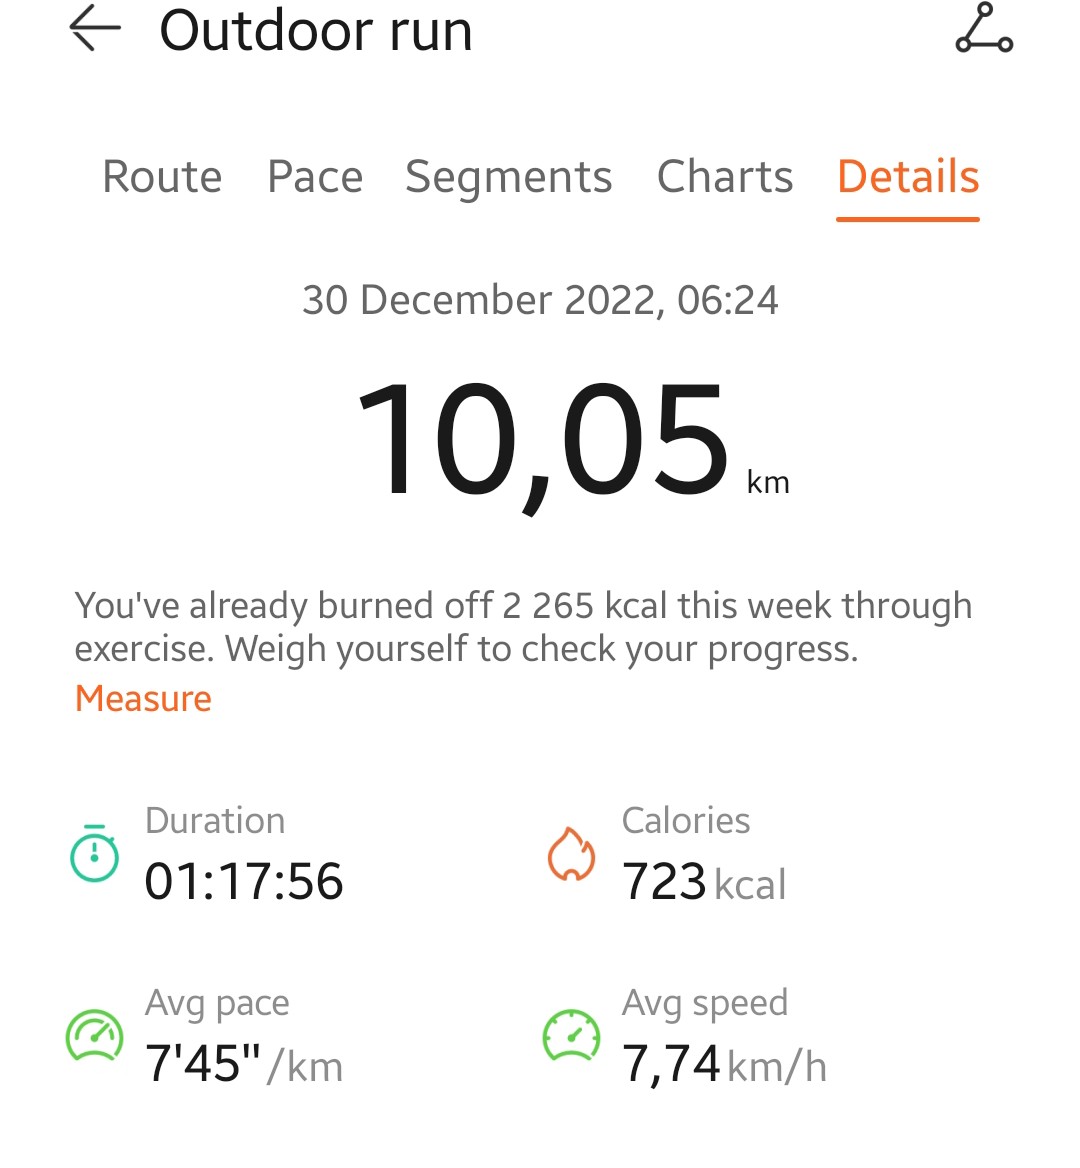 Outdoor run
Route Pace Segments Charts Details
30 December 2022, 06:24
10,05 km
You've already burned off 2 265 kcal this week through
exercise. Weigh yourself to check your progress.
Measure
Duration Calories
01:17:56 723 kcal
Avg pace Avg speed
7'45" /km 7,74 km/h